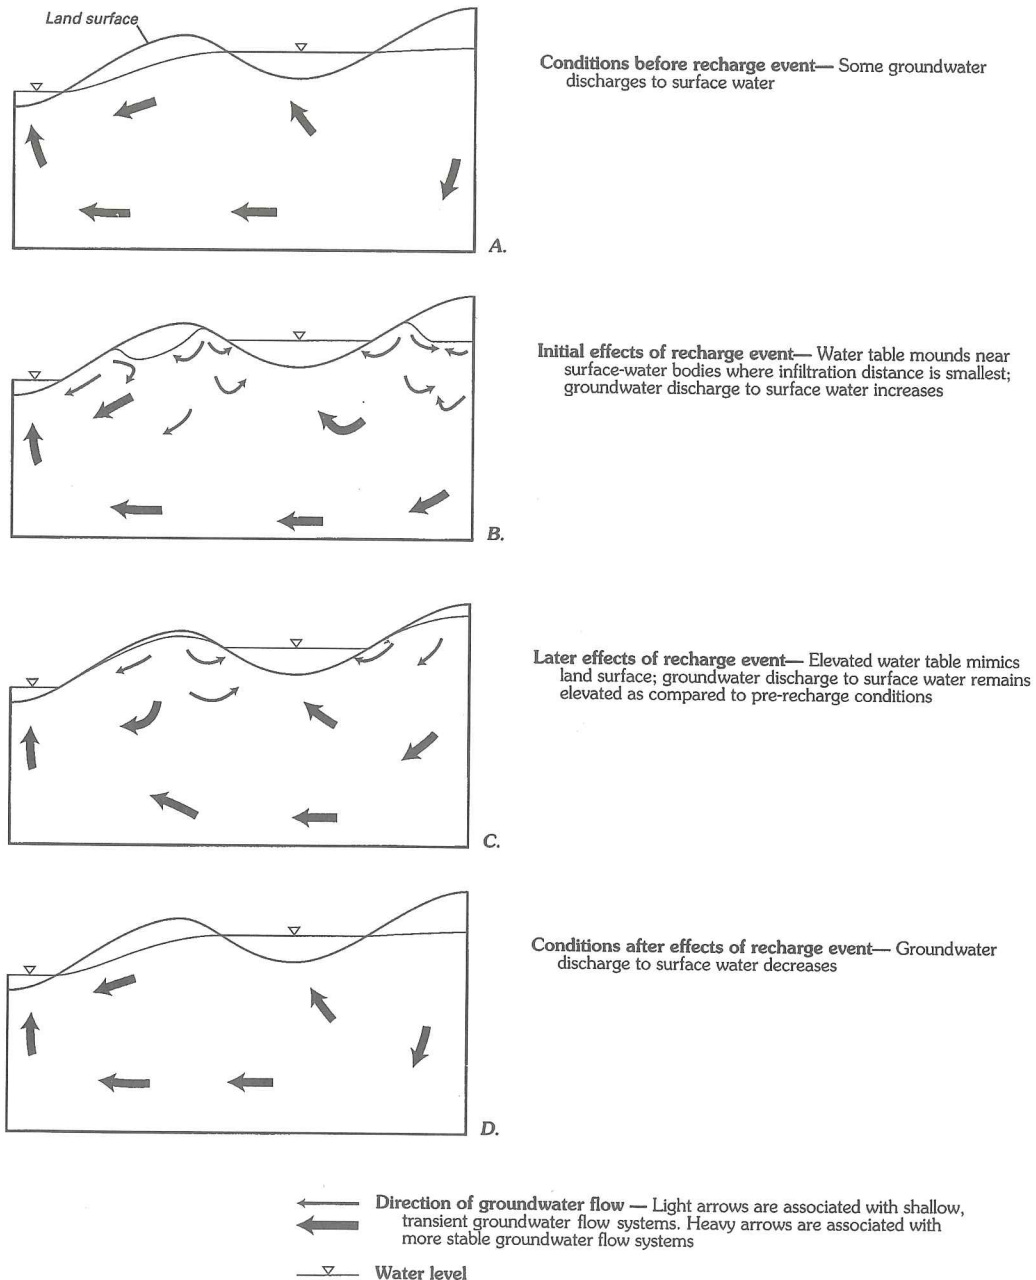 Land surface
Conditions before recharge event— Some groundwater
discharges to surface water
A.
Initial effects of recharge event— Water table mounds near
surface-water bodies where infiltration distance is smallest;
groundwater discharge to surface water increases
B.
Later effects of recharge event— Elevated water table mimics
land surface; groundwater discharge to surface water remains
elevated as compared to pre-recharge conditions
C.
Conditions after effects of recharge event— Groundwater
discharge to surface water decreases
D.
Direction of groundwater flow — Light arrows are associated with shallow,
transient groundwater flow systems. Heavy arrows are associated with
more stable groundwater flow systems
Water level